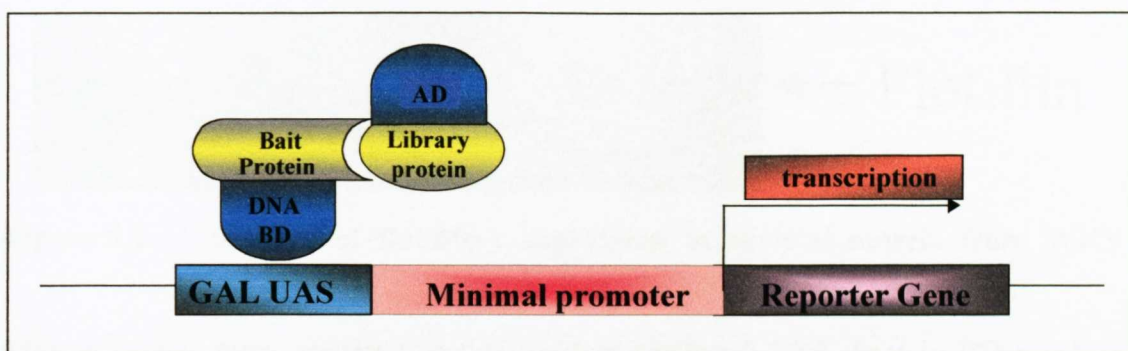 AD
Bait
Protein
Library
protein
DNA
BD
transcription
GAL UAS
Minimal promoter
Reporter Gene